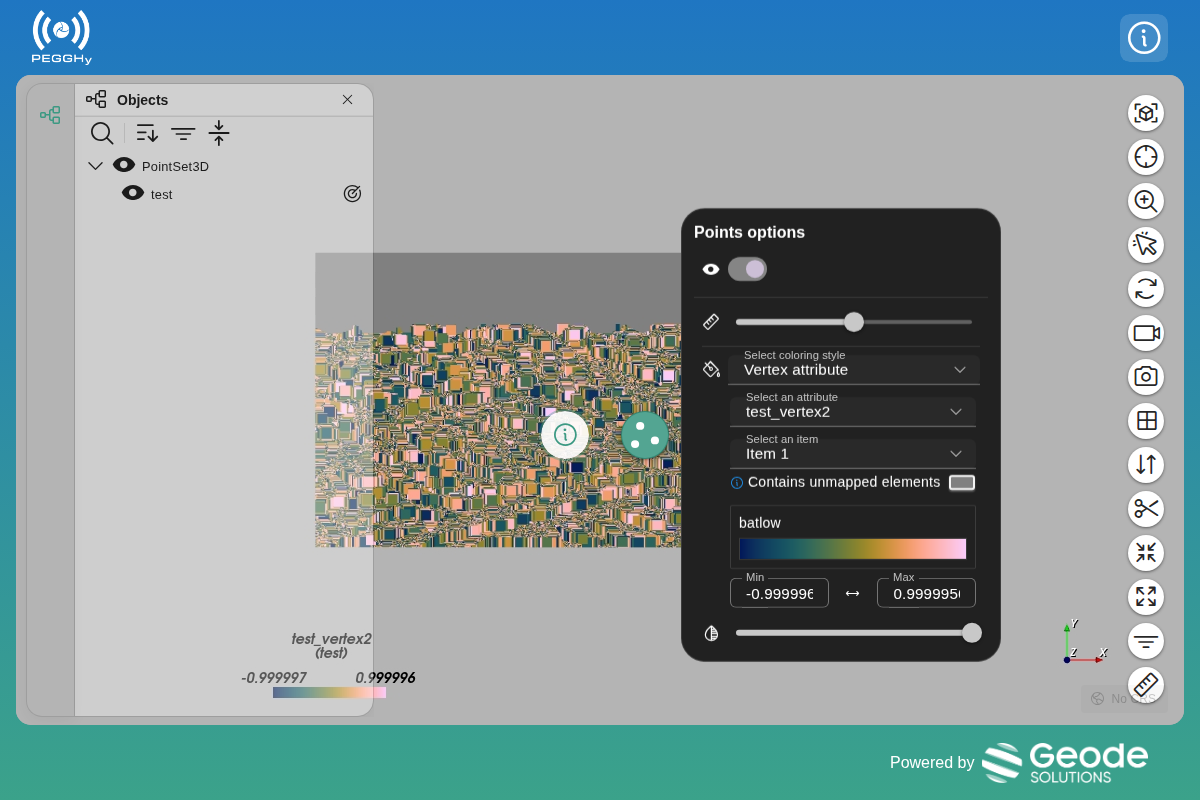 PEGGHy
Objects
PointSet3D
test
Points options
Select coloring style
Vertex attribute
Select an attribute
test_vertex2
Select an item
Item 1
Contains unmapped elements
batlow
Min
-0.999996
Max
0.9999950
test_vertex2
(test)
-0.999997
0.999996
Y
Z
X
No CRS
Powered by
Geode
SOLUTIONS